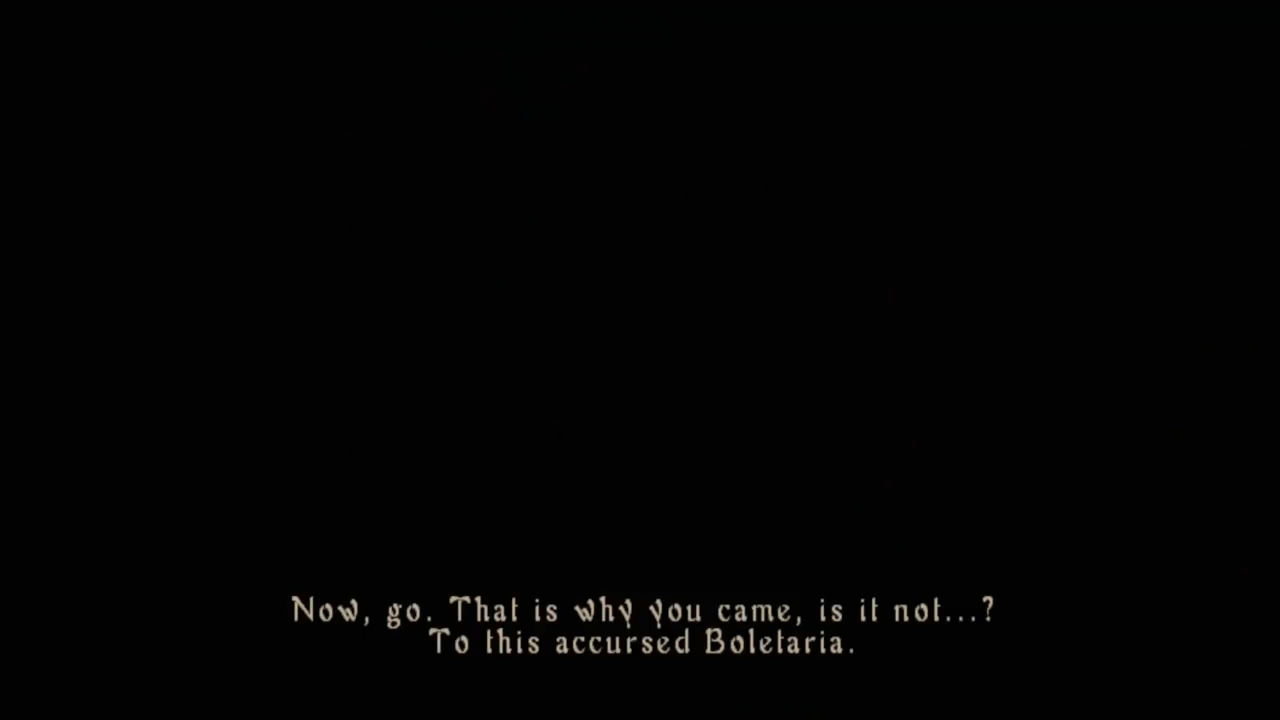 Now, go. That is why you came, is it not...?
To this accursed Boletaria.